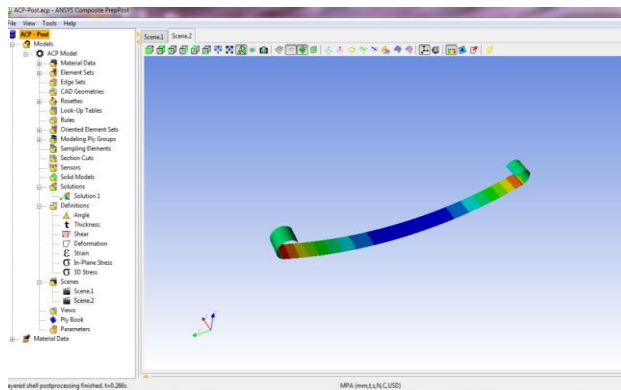 ACP-Post.acp - ANSYS Composite PrepPost
File View Tools Help
ACP - Post
Models
ACP Model
Material Data
Element Sets
Edge Sets
CAD Geometries
Rosettes
Look-Up Tables
Rules
Oriented Element Sets
Modeling Ply Groups
Sampling Elements
Section Cuts
Sensors
Solid Models
Solutions
Solution 1
Definitions
Angle
t Thickness
Shear
Deformation
ε Strain
σ In-Plane Stress
σ 3D Stress
Scenes
Scene.1
Scene.2
Views
Ply Book
Parameters
Material Data
Scene.1 Scene.2
ayered shell postprocessing finished. t=0.266s
MPA (mm,t,s,N,C,USD)